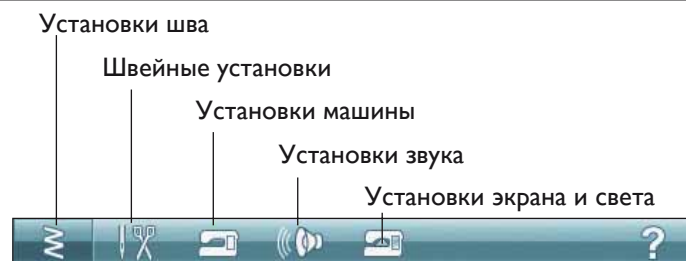 Установки шва
Швейные установки
Установки машины
Установки звука
Установки экрана и света
?